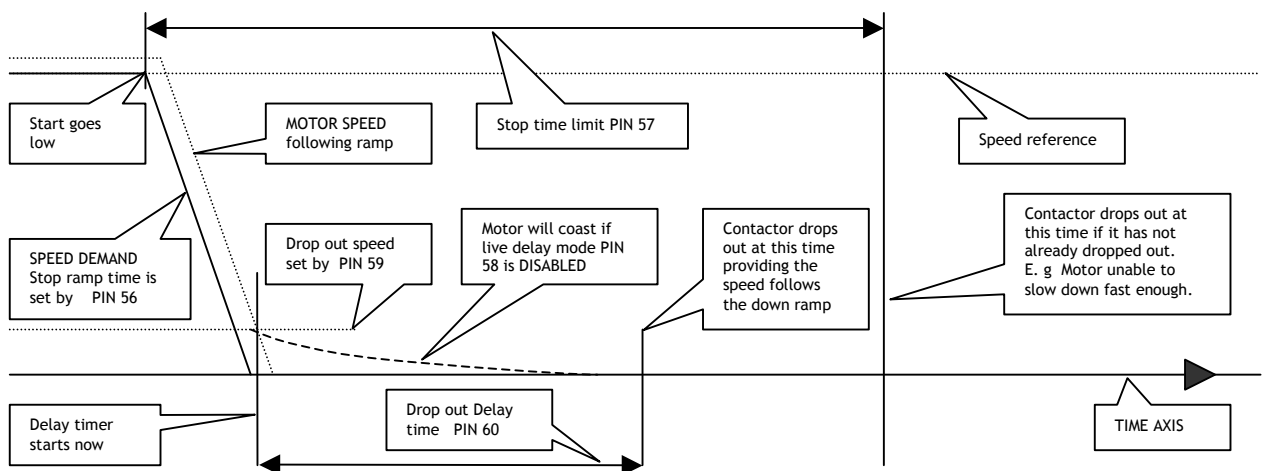 Start goes
low
MOTOR SPEED
following ramp
Stop time limit PIN 57
Speed reference
SPEED DEMAND
Stop ramp time is
set by PIN 56
Drop out speed
set by PIN 59
Motor will coast if
live delay mode PIN
58 is DISABLED
Contactor drops
out at this time
providing the
speed follows
the down ramp
Contactor drops out at
this time if it has not
already dropped out.
E. g Motor unable to
slow down fast enough.
Delay timer
starts now
Drop out Delay
time PIN 60
TIME AXIS